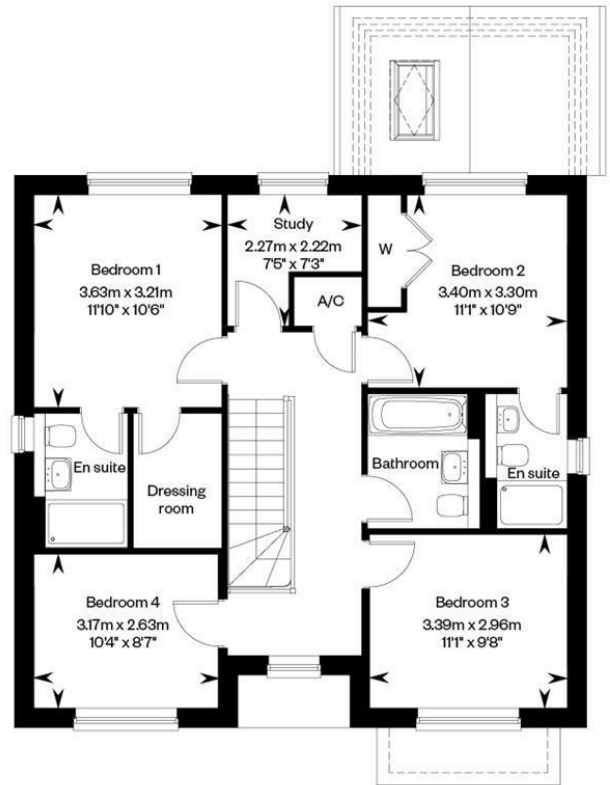 Study
2.27m x 2.22m
7'5" x 7'3"
Bedroom 1
3.63m x 3.21m
11'10" x 10'6"
W
Bedroom 2
3.40m x 3.30m
11'1" x 10'9"
A/C
En suite
Dressing
room
Bathroom
En suite
Bedroom 4
3.17m x 2.63m
10'4" x 8'7"
Bedroom 3
3.39m x 2.96m
11'1" x 9'8"